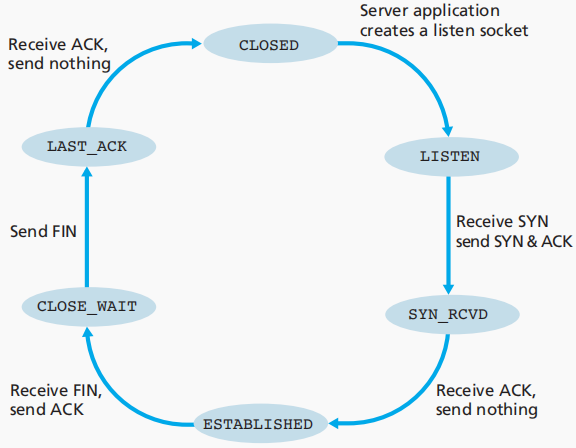 Server application
creates a listen socket
CLOSED
Receive ACK,
send nothing
LAST_ACK
LISTEN
Send FIN
Receive SYN
send SYN & ACK
CLOSE_WAIT
SYN_RCVD
Receive FIN,
send ACK
Receive ACK,
send nothing
ESTABLISHED